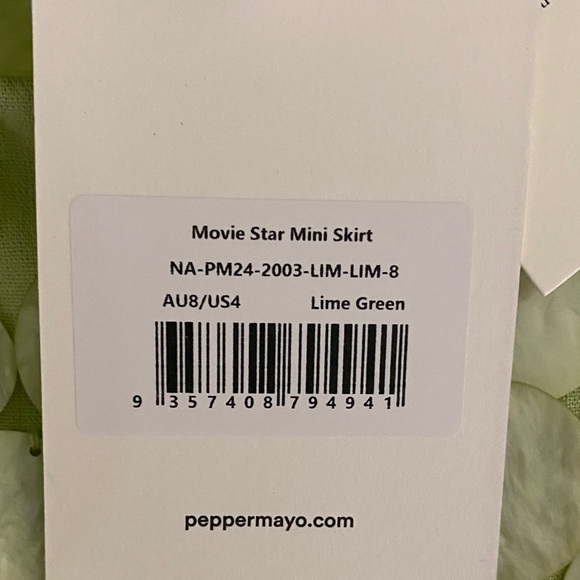 Movie Star Mini Skirt
NA-PM24-2003-LIM-LIM-8
AU8/US4 Lime Green
9 357408 794941
peppermayo.com